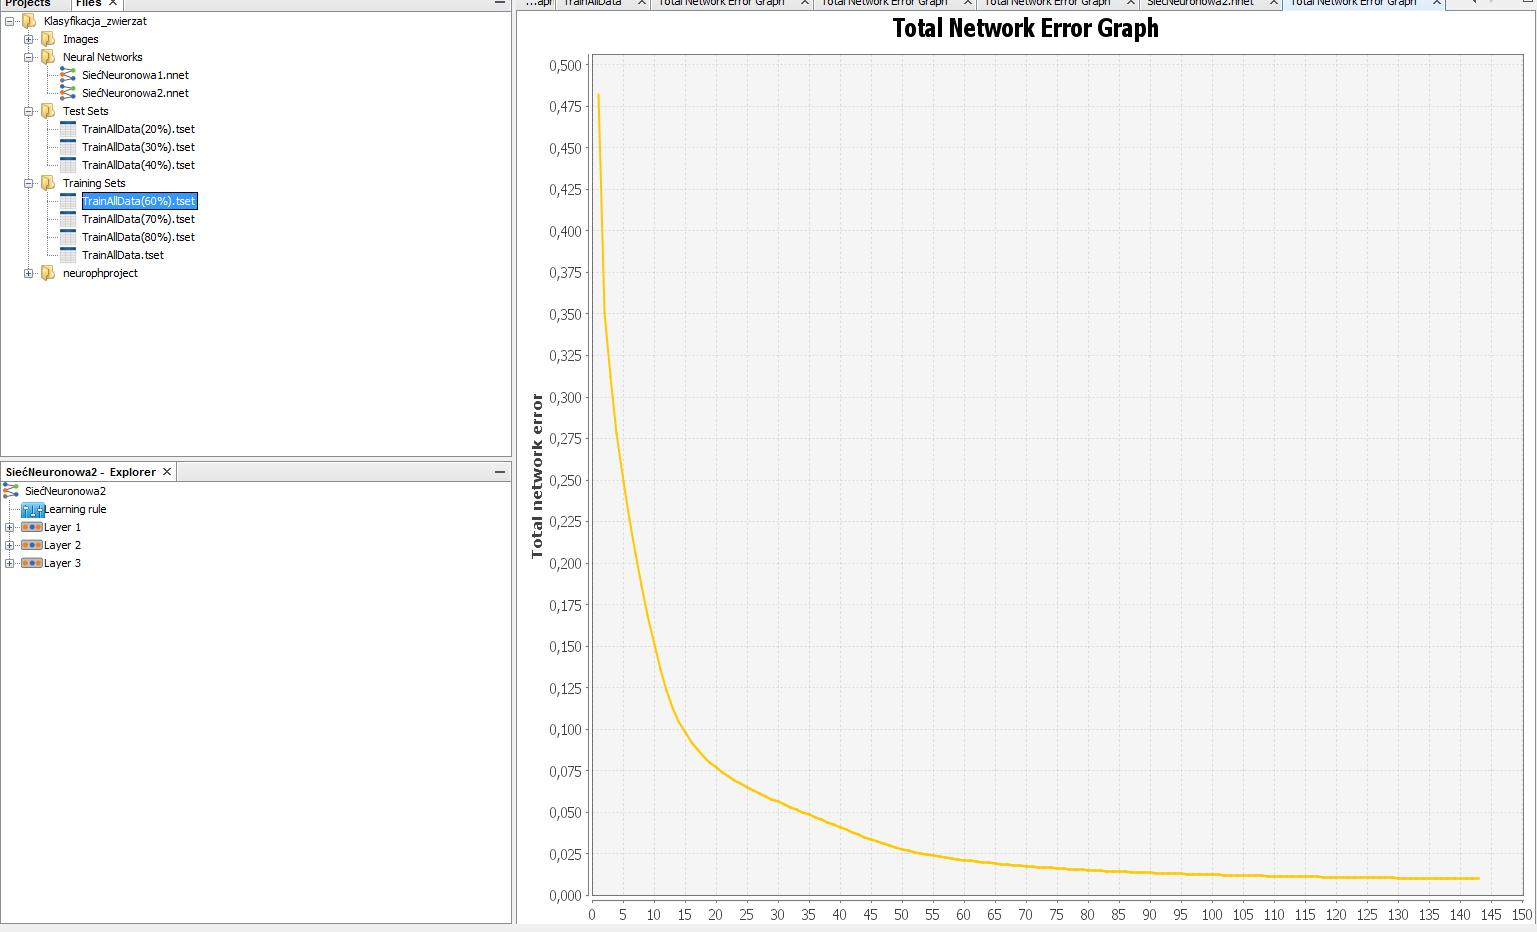 Projects Files
Klasyfikacja_zwierzat
Images
Neural Networks
SiećNeuronowa1.nnet
SiećNeuronowa2.nnet
Test Sets
TrainAllData(20%).tset
TrainAllData(30%).tset
TrainAllData(40%).tset
Training Sets
TrainAllData(60%).tset
TrainAllData(70%).tset
TrainAllData(80%).tset
TrainAllData.tset
neurophproject
SiećNeuronowa2 - Explorer
SiećNeuronowa2
Learning rule
Layer 1
Layer 2
Layer 3
...apr TrainAllData Total Network Error Graph Total Network Error Graph Total Network Error Graph SiećNeuronowa2.nnet Total Network Error Graph
Total Network Error Graph
Total network error
0,500
0,475
0,450
0,425
0,400
0,375
0,350
0,325
0,300
0,275
0,250
0,225
0,200
0,175
0,150
0,125
0,100
0,075
0,050
0,025
0,000
0 5 10 15 20 25 30 35 40 45 50 55 60 65 70 75 80 85 90 95 100 105 110 115 120 125 130 135 140 145 150